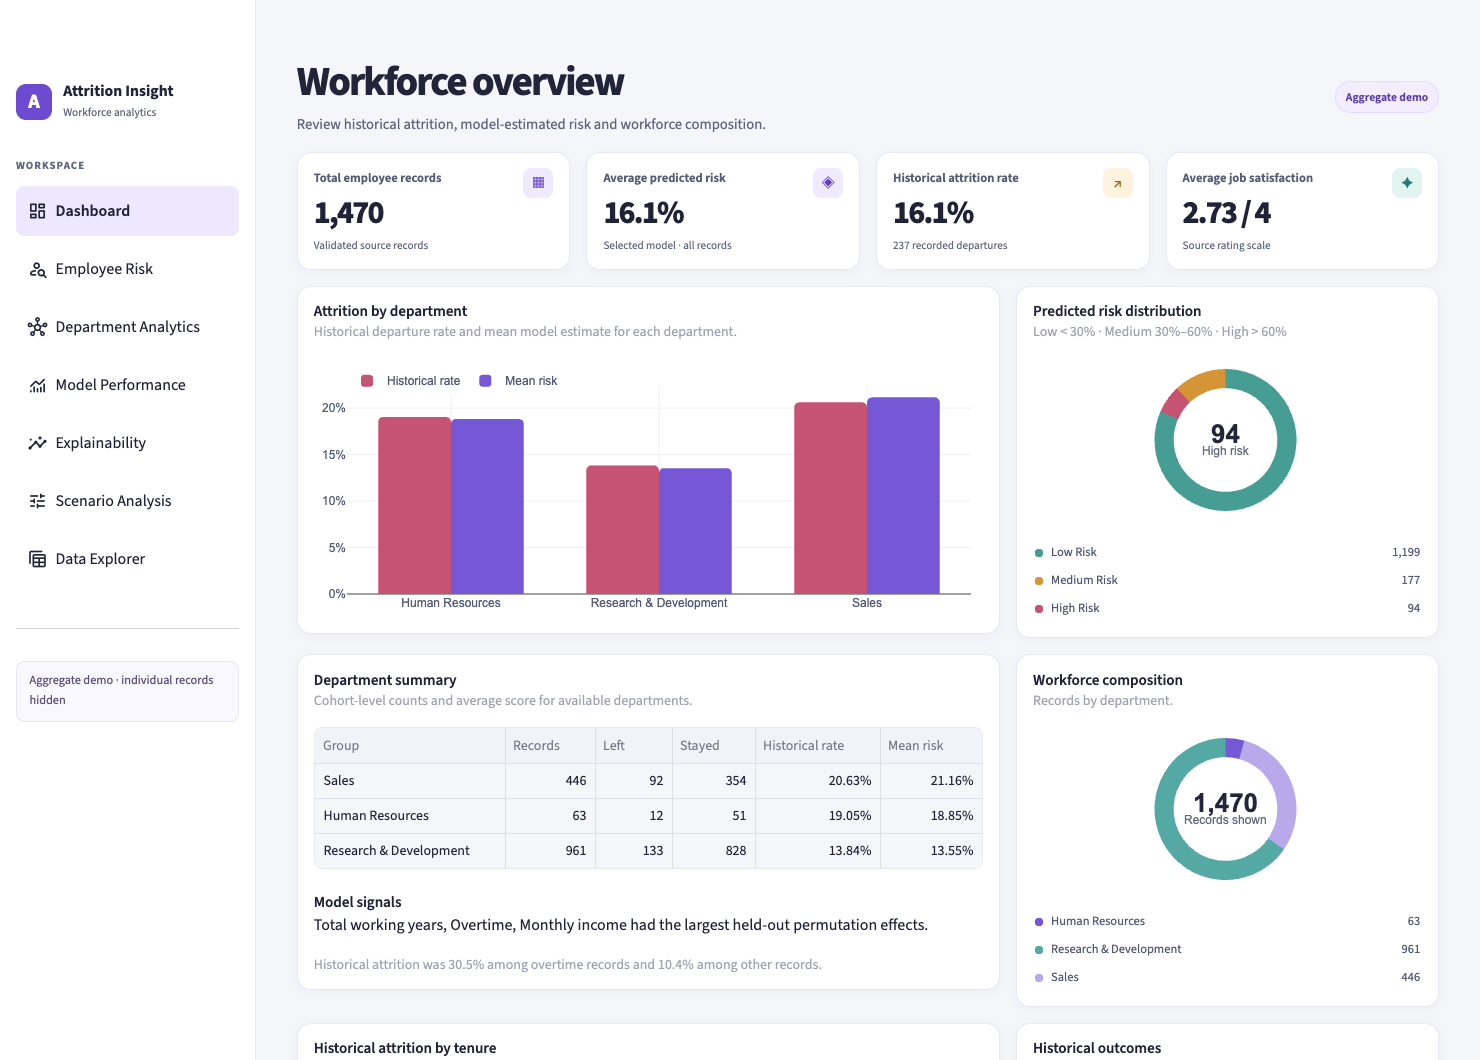 A
Attrition Insight
Workforce analytics
WORKSPACE
Dashboard
Employee Risk
Department Analytics
Model Performance
Explainability
Scenario Analysis
Data Explorer
Aggregate demo · individual records
hidden
Workforce overview
Review historical attrition, model-estimated risk and workforce composition.
Aggregate demo
Total employee records
1,470
Validated source records
Average predicted risk
16.1%
Selected model · all records
Historical attrition rate
16.1%
237 recorded departures
Average job satisfaction
2.73 / 4
Source rating scale
Attrition by department
Historical departure rate and mean model estimate for each department.
Historical rate Mean risk
20%
15%
10%
5%
0%
Human Resources Research & Development Sales
Predicted risk distribution
Low < 30% · Medium 30%–60% · High > 60%
94
High risk
Low Risk 1,199
Medium Risk 177
High Risk 94
Department summary
Cohort-level counts and average score for available departments.
Group Records Left Stayed Historical rate Mean risk
Sales 446 92 354 20.63% 21.16%
Human Resources 63 12 51 19.05% 18.85%
Research & Development 961 133 828 13.84% 13.55%
Model signals
Total working years, Overtime, Monthly income had the largest held-out permutation effects.
Historical attrition was 30.5% among overtime records and 10.4% among other records.
Workforce composition
Records by department.
1,470
Records shown
Human Resources 63
Research & Development 961
Sales 446
Historical attrition by tenure
Historical outcomes